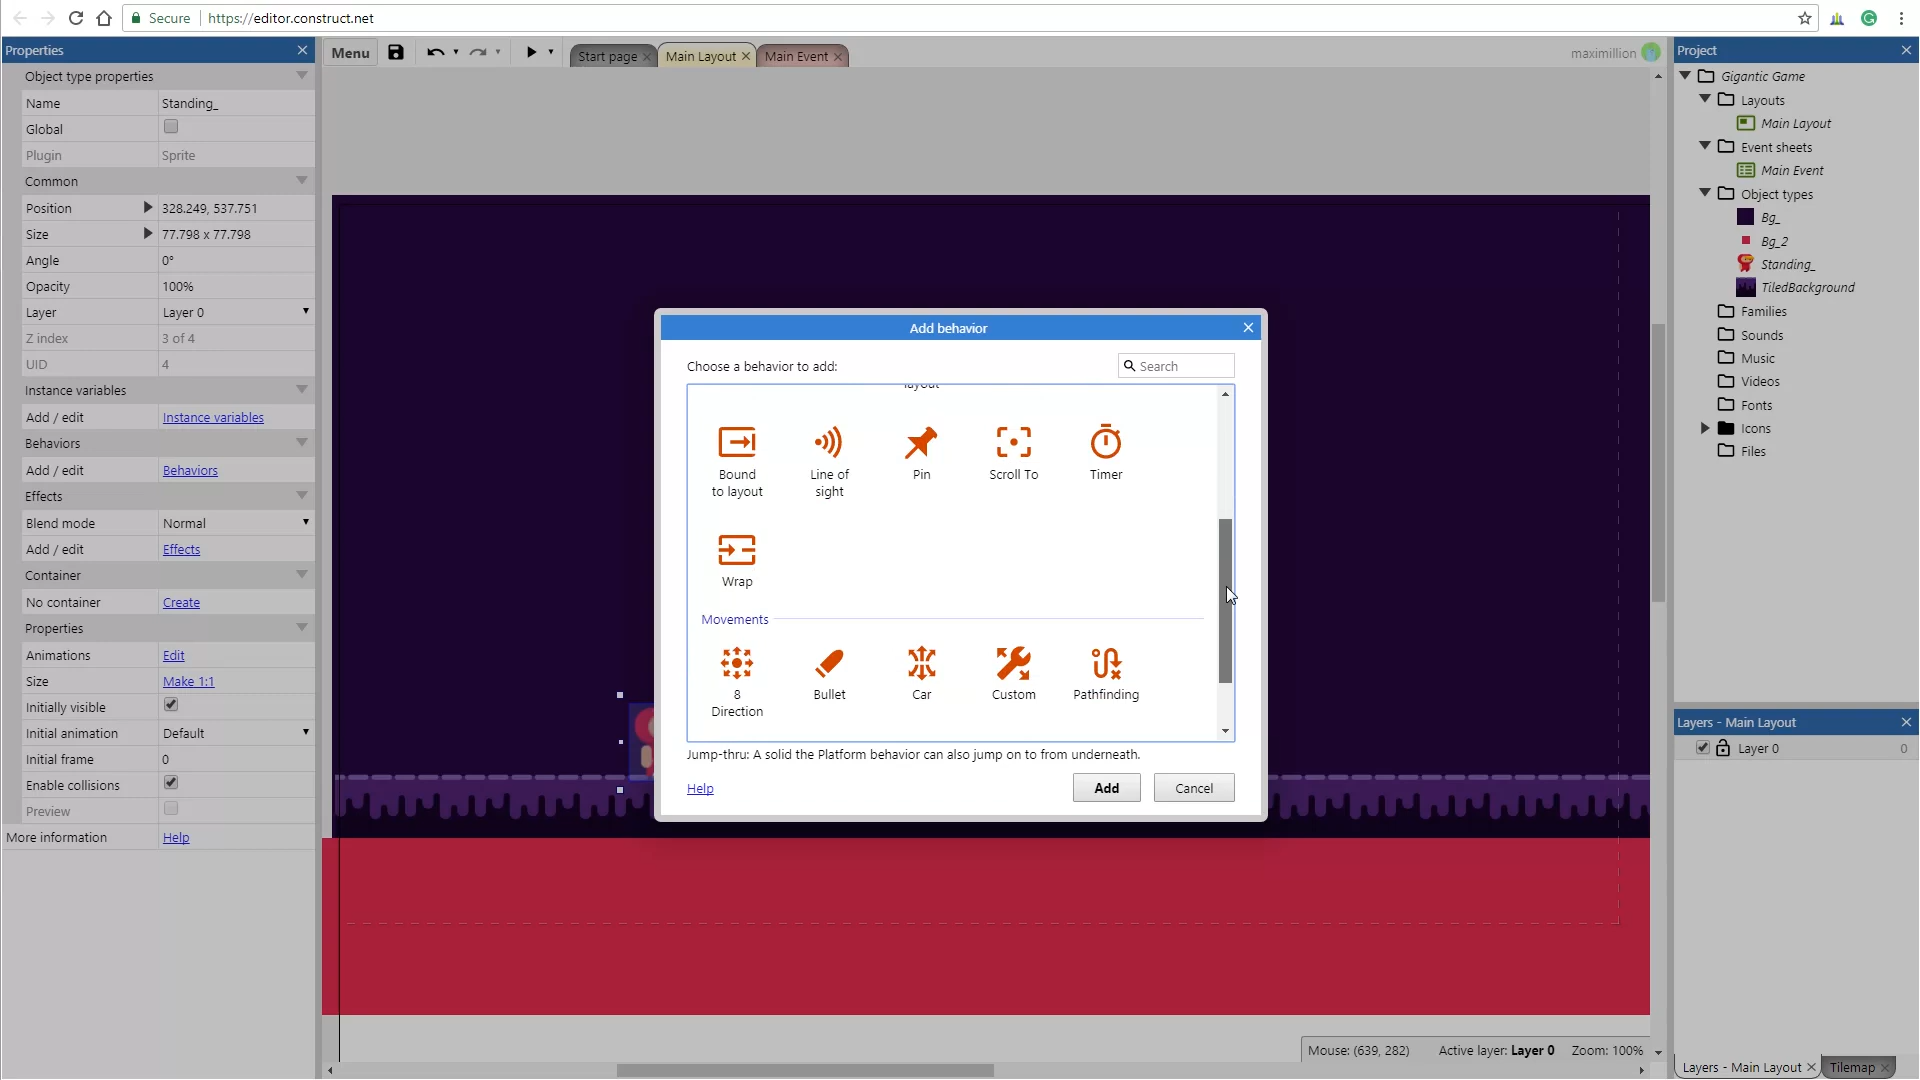 Secure
https://editor.construct.net
Properties
Object type properties
Name Standing_
Global
Plugin Sprite
Common
Position 328.249, 537.751
Size 77.798 x 77.798
Angle 0°
Opacity 100%
Layer Layer 0
Z index 3 of 4
UID 4
Instance variables
Add / edit Instance variables
Behaviors
Add / edit Behaviors
Effects
Blend mode Normal
Add / edit Effects
Container
No container Create
Properties
Animations Edit
Size Make 1:1
Initially visible
Initial animation Default
Initial frame 0
Enable collisions
Preview
More information Help
Menu
Start page
Main Layout
Main Event
maximillion
Add behavior
Choose a behavior to add:
Search
layout
Bound
to layout
Line of
sight
Pin
Scroll To
Timer
Wrap
Movements
8
Direction
Bullet
Car
Custom
Pathfinding
Jump-thru: A solid the Platform behavior can also jump on to from underneath.
Help
Add
Cancel
Mouse: (639, 282)
Active layer: Layer 0
Zoom: 100%
Project
Gigantic Game
Layouts
Main Layout
Event sheets
Main Event
Object types
Bg_
Bg_2
Standing_
TiledBackground
Families
Sounds
Music
Videos
Fonts
Icons
Files
Layers - Main Layout
Layer 0 0
Layers - Main Layout
Tilemap